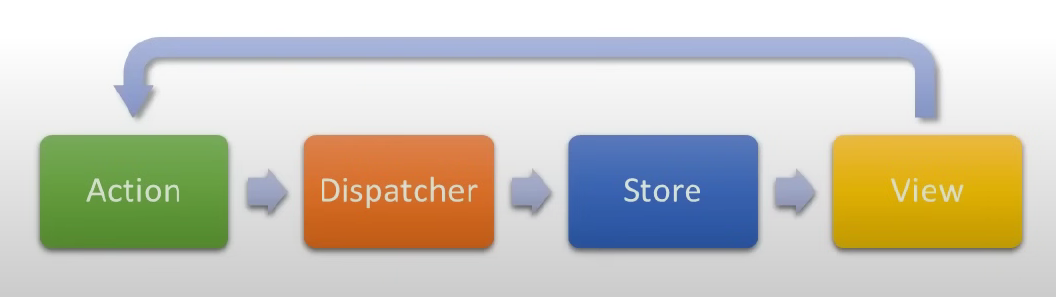 Action
Dispatcher
Store
View